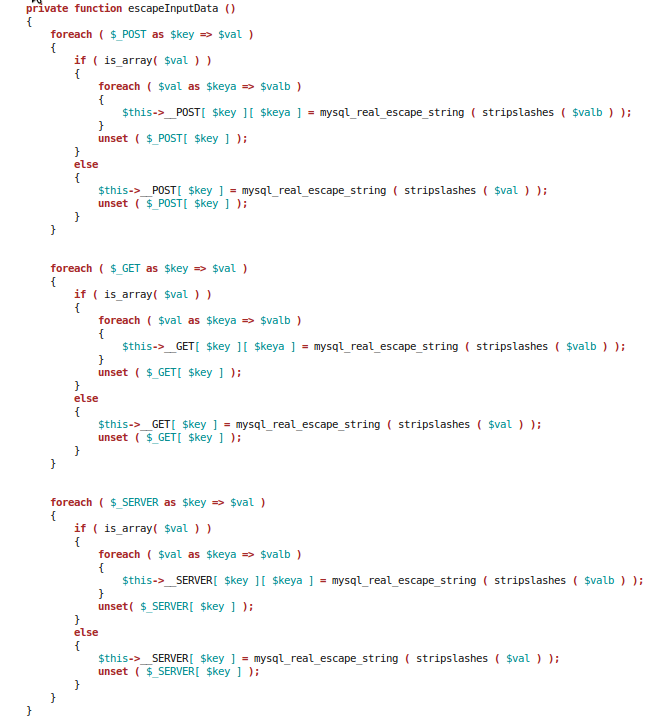 private function escapeInputData ()
{
foreach ( $_POST as $key => $val )
{
if ( is_array( $val ) )
{
foreach ( $val as $keya => $valb )
{
$this->__POST[ $key ][ $keya ] = mysql_real_escape_string ( stripslashes ( $valb ) );
}
unset ( $_POST[ $key ] );
}
else
{
$this->__POST[ $key ] = mysql_real_escape_string ( stripslashes ( $val ) );
unset ( $_POST[ $key ] );
}
}
foreach ( $_GET as $key => $val )
{
if ( is_array( $val ) )
{
foreach ( $val as $keya => $valb )
{
$this->__GET[ $key ][ $keya ] = mysql_real_escape_string ( stripslashes ( $valb ) );
}
unset ( $_GET[ $key ] );
}
else
{
$this->__GET[ $key ] = mysql_real_escape_string ( stripslashes ( $val ) );
unset ( $_GET[ $key ] );
}
}
foreach ( $_SERVER as $key => $val )
{
if ( is_array( $val ) )
{
foreach ( $val as $keya => $valb )
{
$this->__SERVER[ $key ][ $keya ] = mysql_real_escape_string ( stripslashes ( $valb ) );
}
unset( $_SERVER[ $key ] );
}
else
{
$this->__SERVER[ $key ] = mysql_real_escape_string ( stripslashes ( $val ) );
unset ( $_SERVER[ $key ] );
}
}
}